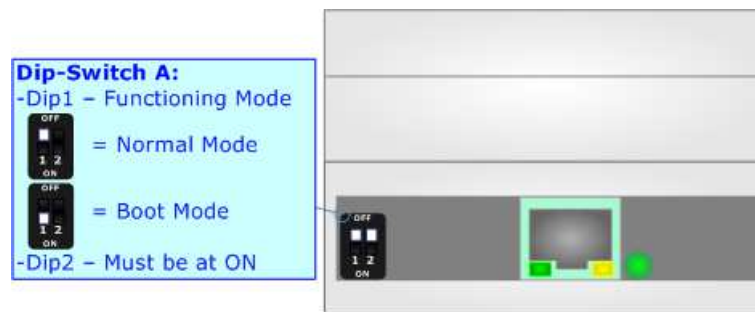 Dip-Switch A:
-Dip1 – Functioning Mode
OFF
1 2
ON
= Normal Mode
OFF
1 2
ON
= Boot Mode
-Dip2 – Must be at ON
OFF
1 2
ON